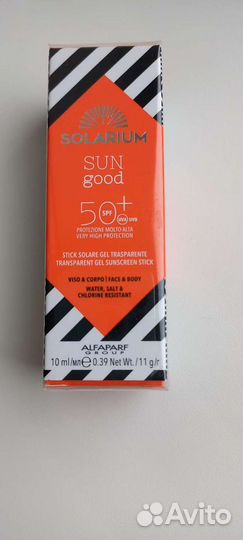 SOLARIUM
SUN
good
50+
SPF
UVA UVB
PROTEZIONE MOLTO ALTA
VERY HIGH PROTECTION
STICK SOLARE GEL TRASPARENTE
TRANSPARENT GEL SUNSCREEN STICK
VISO & CORPO | FACE & BODY
WATER, SALT &
CHLORINE RESISTANT
ALFAPARF
GROUP
10 ml/мл ℮ 0.39 Net Wt./11 g/г
Avito